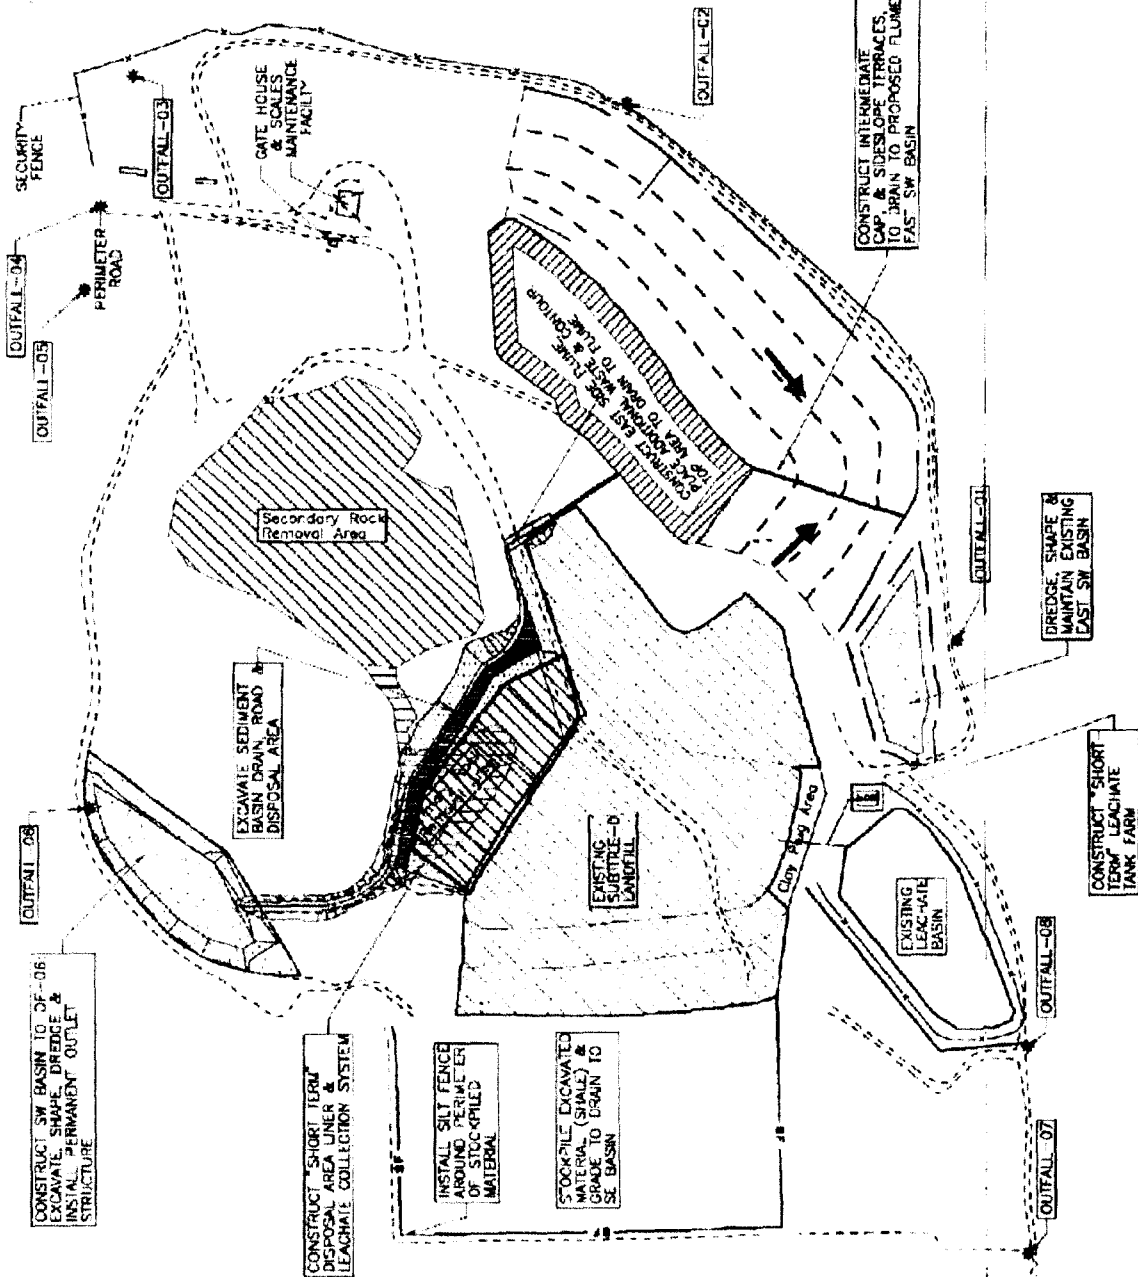 SECURITY
FENCE
OUTFALL-04
OUTFALL-05
PERIMETER
ROAD
OUTFALL-03
GATE HOUSE
& SCALES
MAINTENANCE
FACILTY
OUTFALL-02
CONSTRUCT INTERMEDIATE
CAP, & SIDESLOPE TERRACES,
TO DRAIN TO PROPOSED FLUME
EAST SW BASIN
CONSTRUCT EAST SIDE FLUME
PLACE ADDITIONAL WASTE & CONTOUR
TOP AREA TO DRAIN TO FLUME
Secondary Rock
Removal Area
EXCAVATE SEDIMENT
BASIN DRAIN, ROAD &
DISPOSAL AREA
OUTFALL-06
CONSTRUCT SW BASIN TO OF-06
EXCAVATE, SHAPE, DREDGE &
INSTALL PERMANENT OUTLET
STRUCTURE
CONSTRUCT "SHORT TERM"
DISPOSAL AREA LINER &
LEACHATE COLLECTION SYSTEM
INSTALL SILT FENCE
AROUND PERIMETER
OF STOCKPILED
MATERIAL
STOCKPILE EXCAVATED
MATERIAL (SHALE) &
GRADE TO DRAIN TO
SE BASIN
EXISTING
SUBTITLE-D
LANDFILL
Clay Plug Area
EXISTING
LEACHATE
BASIN
OUTFALL-01
DREDGE, SHAPE &
MAINTAIN EXISTING
EAST SW BASIN
CONSTRUCT "SHORT
TERM" LEACHATE
TANK FARM
OUTFALL-08
OUTFALL-07
SF